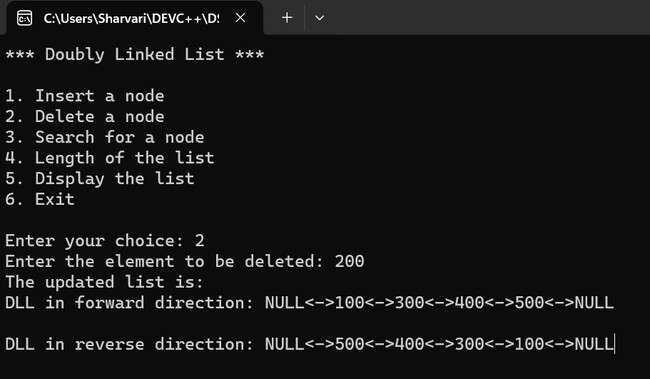 C:\Users\Sharvari\DEVC++\DS
*** Doubly Linked List ***
1. Insert a node
2. Delete a node
3. Search for a node
4. Length of the list
5. Display the list
6. Exit
Enter your choice: 2
Enter the element to be deleted: 200
The updated list is:
DLL in forward direction: NULL<->100<->300<->400<->500<->NULL
DLL in reverse direction: NULL<->500<->400<->300<->100<->NULL